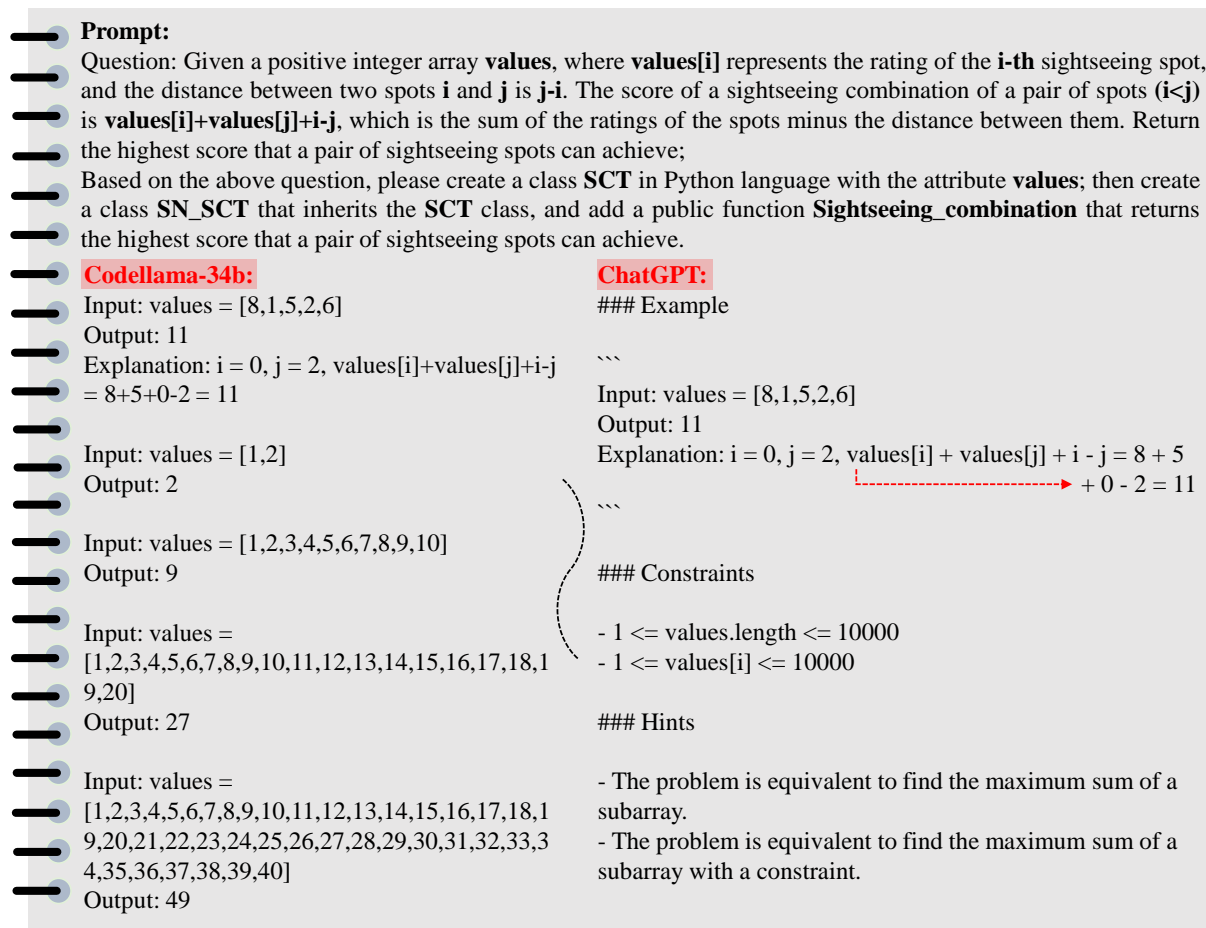 Prompt:
Question: Given a positive integer array values, where values[i] represents the rating of the i-th sightseeing spot,
and the distance between two spots i and j is j-i. The score of a sightseeing combination of a pair of spots (i<j)
is values[i]+values[j]+i-j, which is the sum of the ratings of the spots minus the distance between them. Return
the highest score that a pair of sightseeing spots can achieve;
Based on the above question, please create a class SCT in Python language with the attribute values; then create
a class SN_SCT that inherits the SCT class, and add a public function Sightseeing_combination that returns
the highest score that a pair of sightseeing spots can achieve.
Codellama-34b:
Input: values = [8,1,5,2,6]
Output: 11
Explanation: i = 0, j = 2, values[i]+values[j]+i-j
= 8+5+0-2 = 11
Input: values = [1,2]
Output: 2
Input: values = [1,2,3,4,5,6,7,8,9,10]
Output: 9
Input: values =
[1,2,3,4,5,6,7,8,9,10,11,12,13,14,15,16,17,18,1
9,20]
Output: 27
Input: values =
[1,2,3,4,5,6,7,8,9,10,11,12,13,14,15,16,17,18,1
9,20,21,22,23,24,25,26,27,28,29,30,31,32,33,3
4,35,36,37,38,39,40]
Output: 49
ChatGPT:
### Example
```
Input: values = [8,1,5,2,6]
Output: 11
Explanation: i = 0, j = 2, values[i] + values[j] + i - j = 8 + 5
+ 0 - 2 = 11
```
### Constraints
- 1 <= values.length <= 10000
- 1 <= values[i] <= 10000
### Hints
- The problem is equivalent to find the maximum sum of a
subarray.
- The problem is equivalent to find the maximum sum of a
subarray with a constraint.